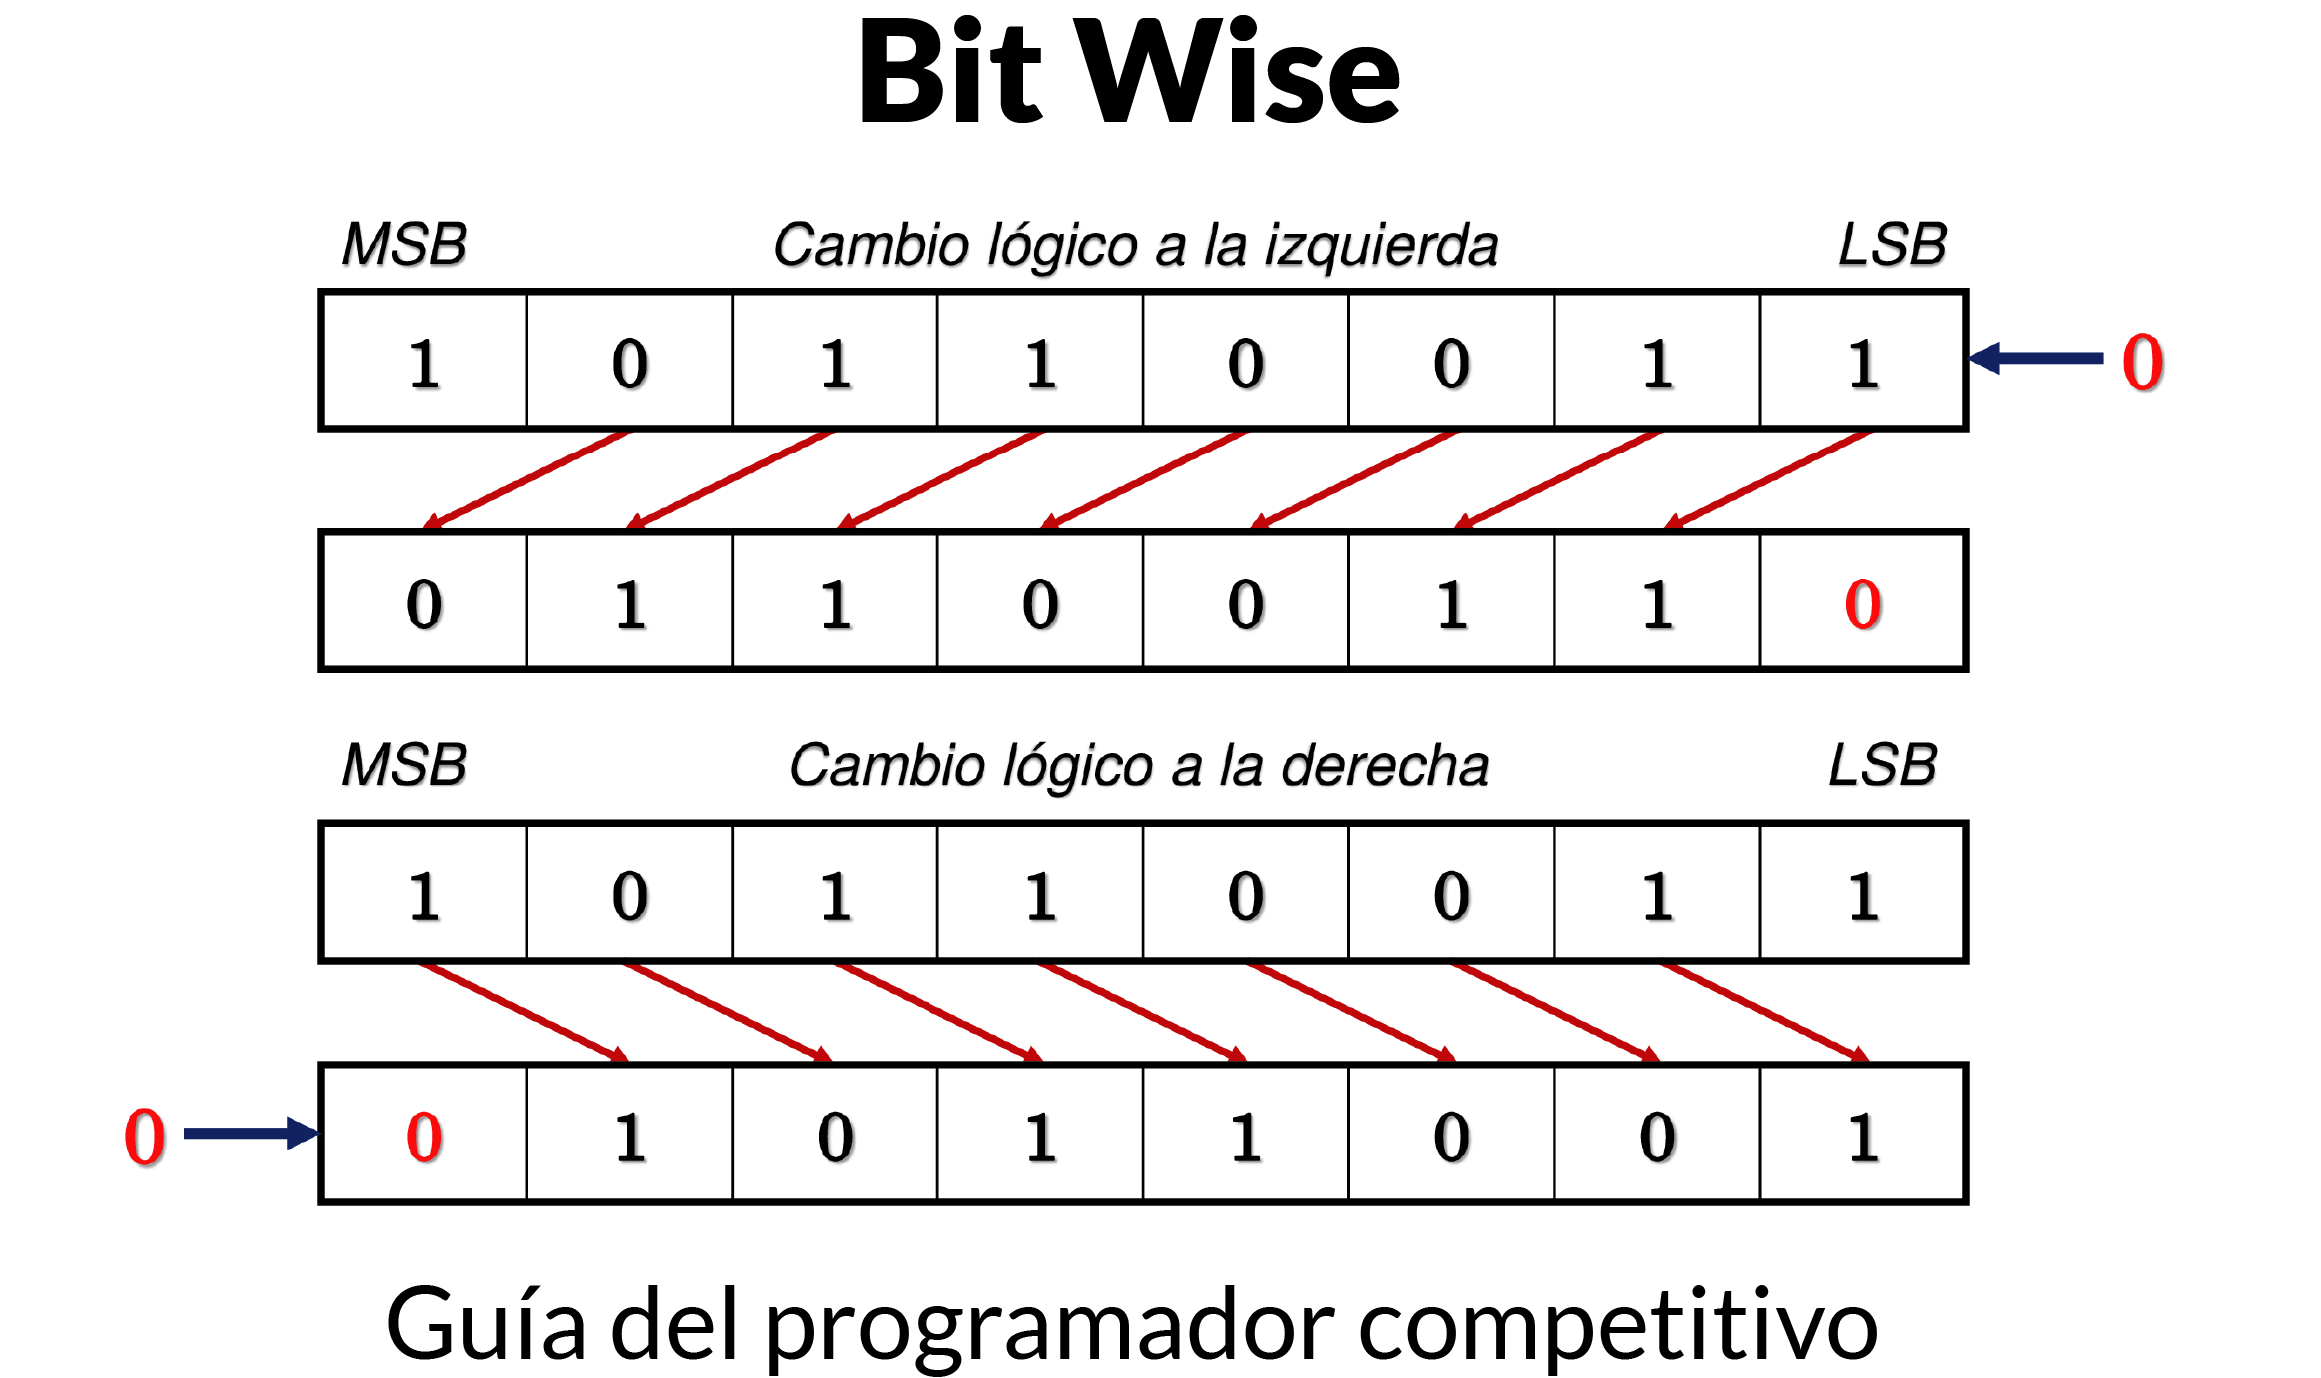 Bit Wise
MSB Cambio lógico a la izquierda LSB
1 0 1 1 0 0 1 1 0
0 1 1 0 0 1 1 0
MSB Cambio lógico a la derecha LSB
1 0 1 1 0 0 1 1
0 0 1 0 1 1 0 0 1
Guía del programador competitivo